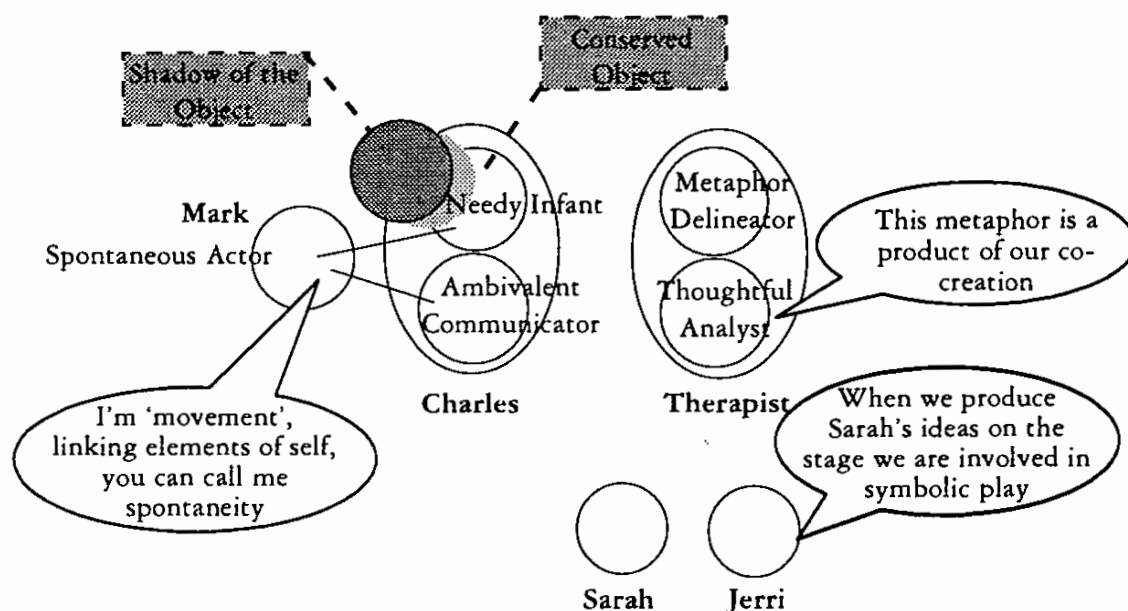 Shadow of the
Object
Conserved
Object
Mark
Spontaneous Actor
Needy Infant
Ambivalent
Communicator
Charles
Metaphor
Delineator
Thoughtful
Analyst
Therapist
This metaphor is a
product of our co-
creation
I'm 'movement',
linking elements of self,
you can call me
spontaneity
When we produce
Sarah's ideas on the
stage we are involved in
symbolic play
Sarah
Jerri